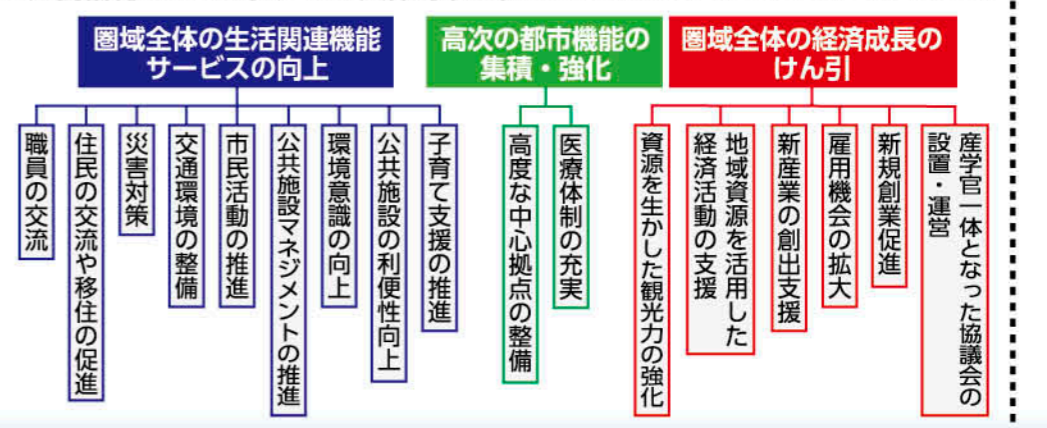 圏域全体の生活関連機能
サービスの向上
高次の都市機能の
集積・強化
圏域全体の経済成長の
けん引
産学官一体となった協議会の
設置・運営
新規創業促進
雇用機会の拡大
新産業の創出支援
地域資源を活用した
経済活動の支援
資源を生かした観光力の強化
医療体制の充実
高度な中心拠点の整備
子育て支援の推進
公共施設の利便性向上
環境意識の向上
公共施設マネジメントの推進
市民活動の推進
交通環境の整備
災害対策
住民の交流や移住の促進
職員の交流